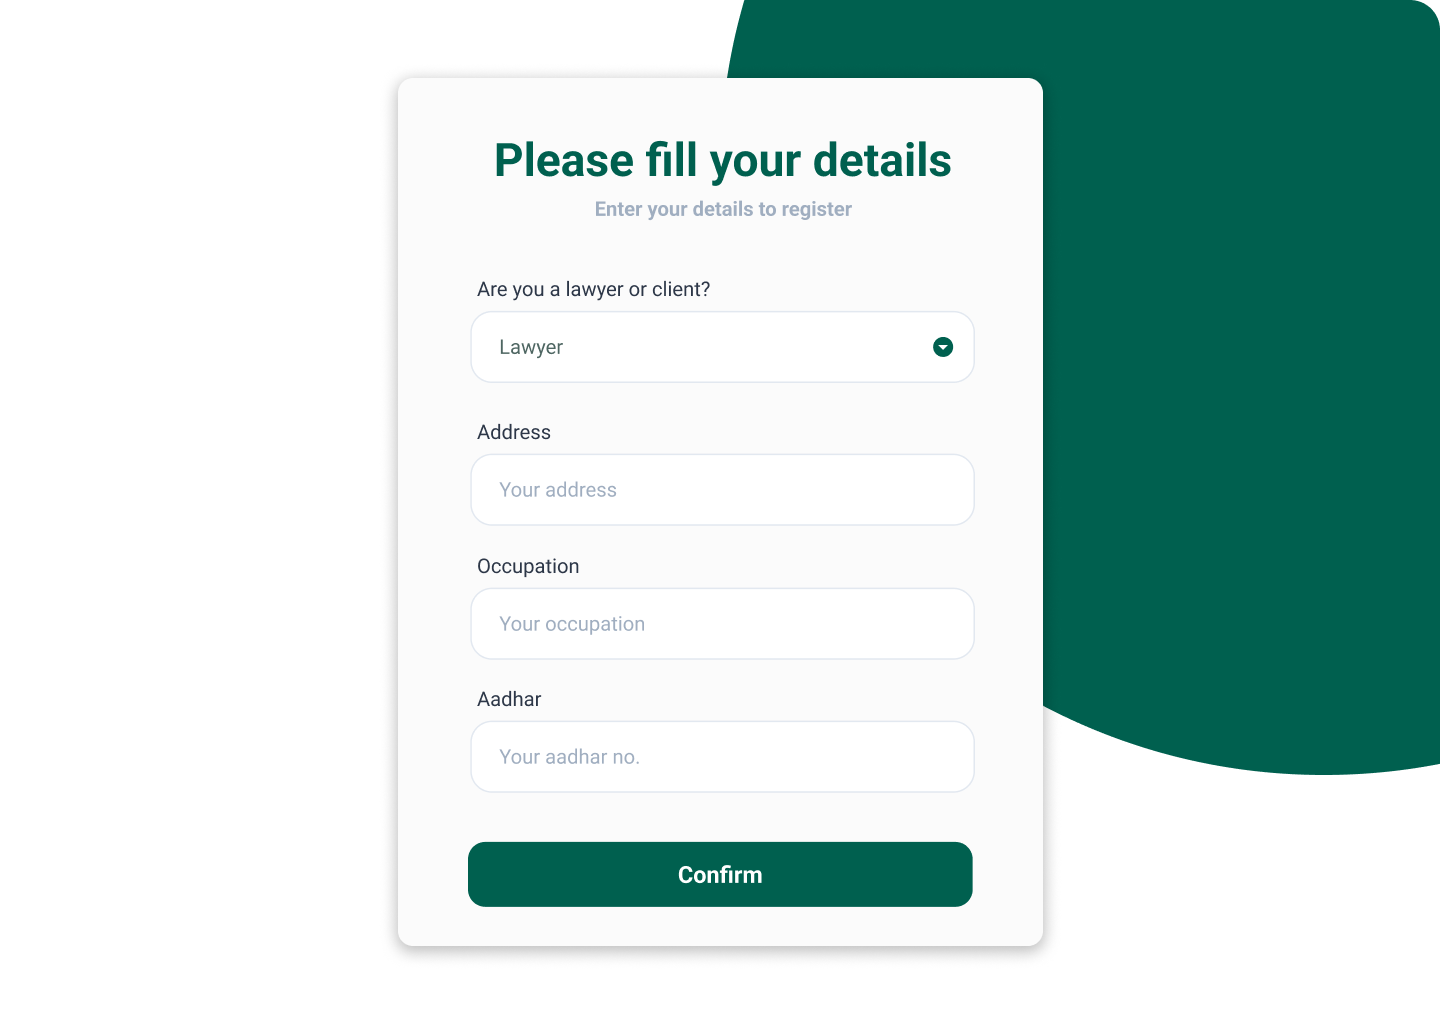 Please fill your details
Enter your details to register
Are you a lawyer or client?
Lawyer
Address
Your address
Occupation
Your occupation
Aadhar
Your aadhar no.
Confirm